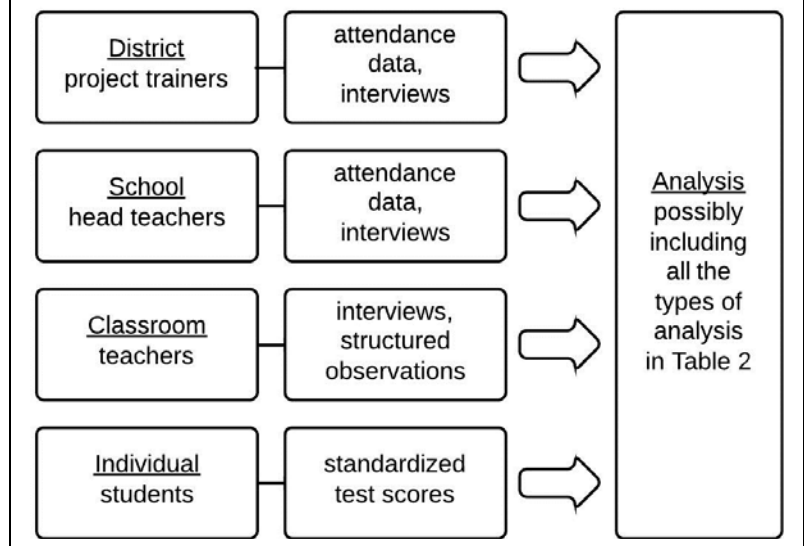 District
project trainers
attendance
data,
interviews
School
head teachers
attendance
data,
interviews
Classroom
teachers
interviews,
structured
observations
Individual
students
standardized
test scores
Analysis
possibly
including
all the
types of
analysis
in Table 2